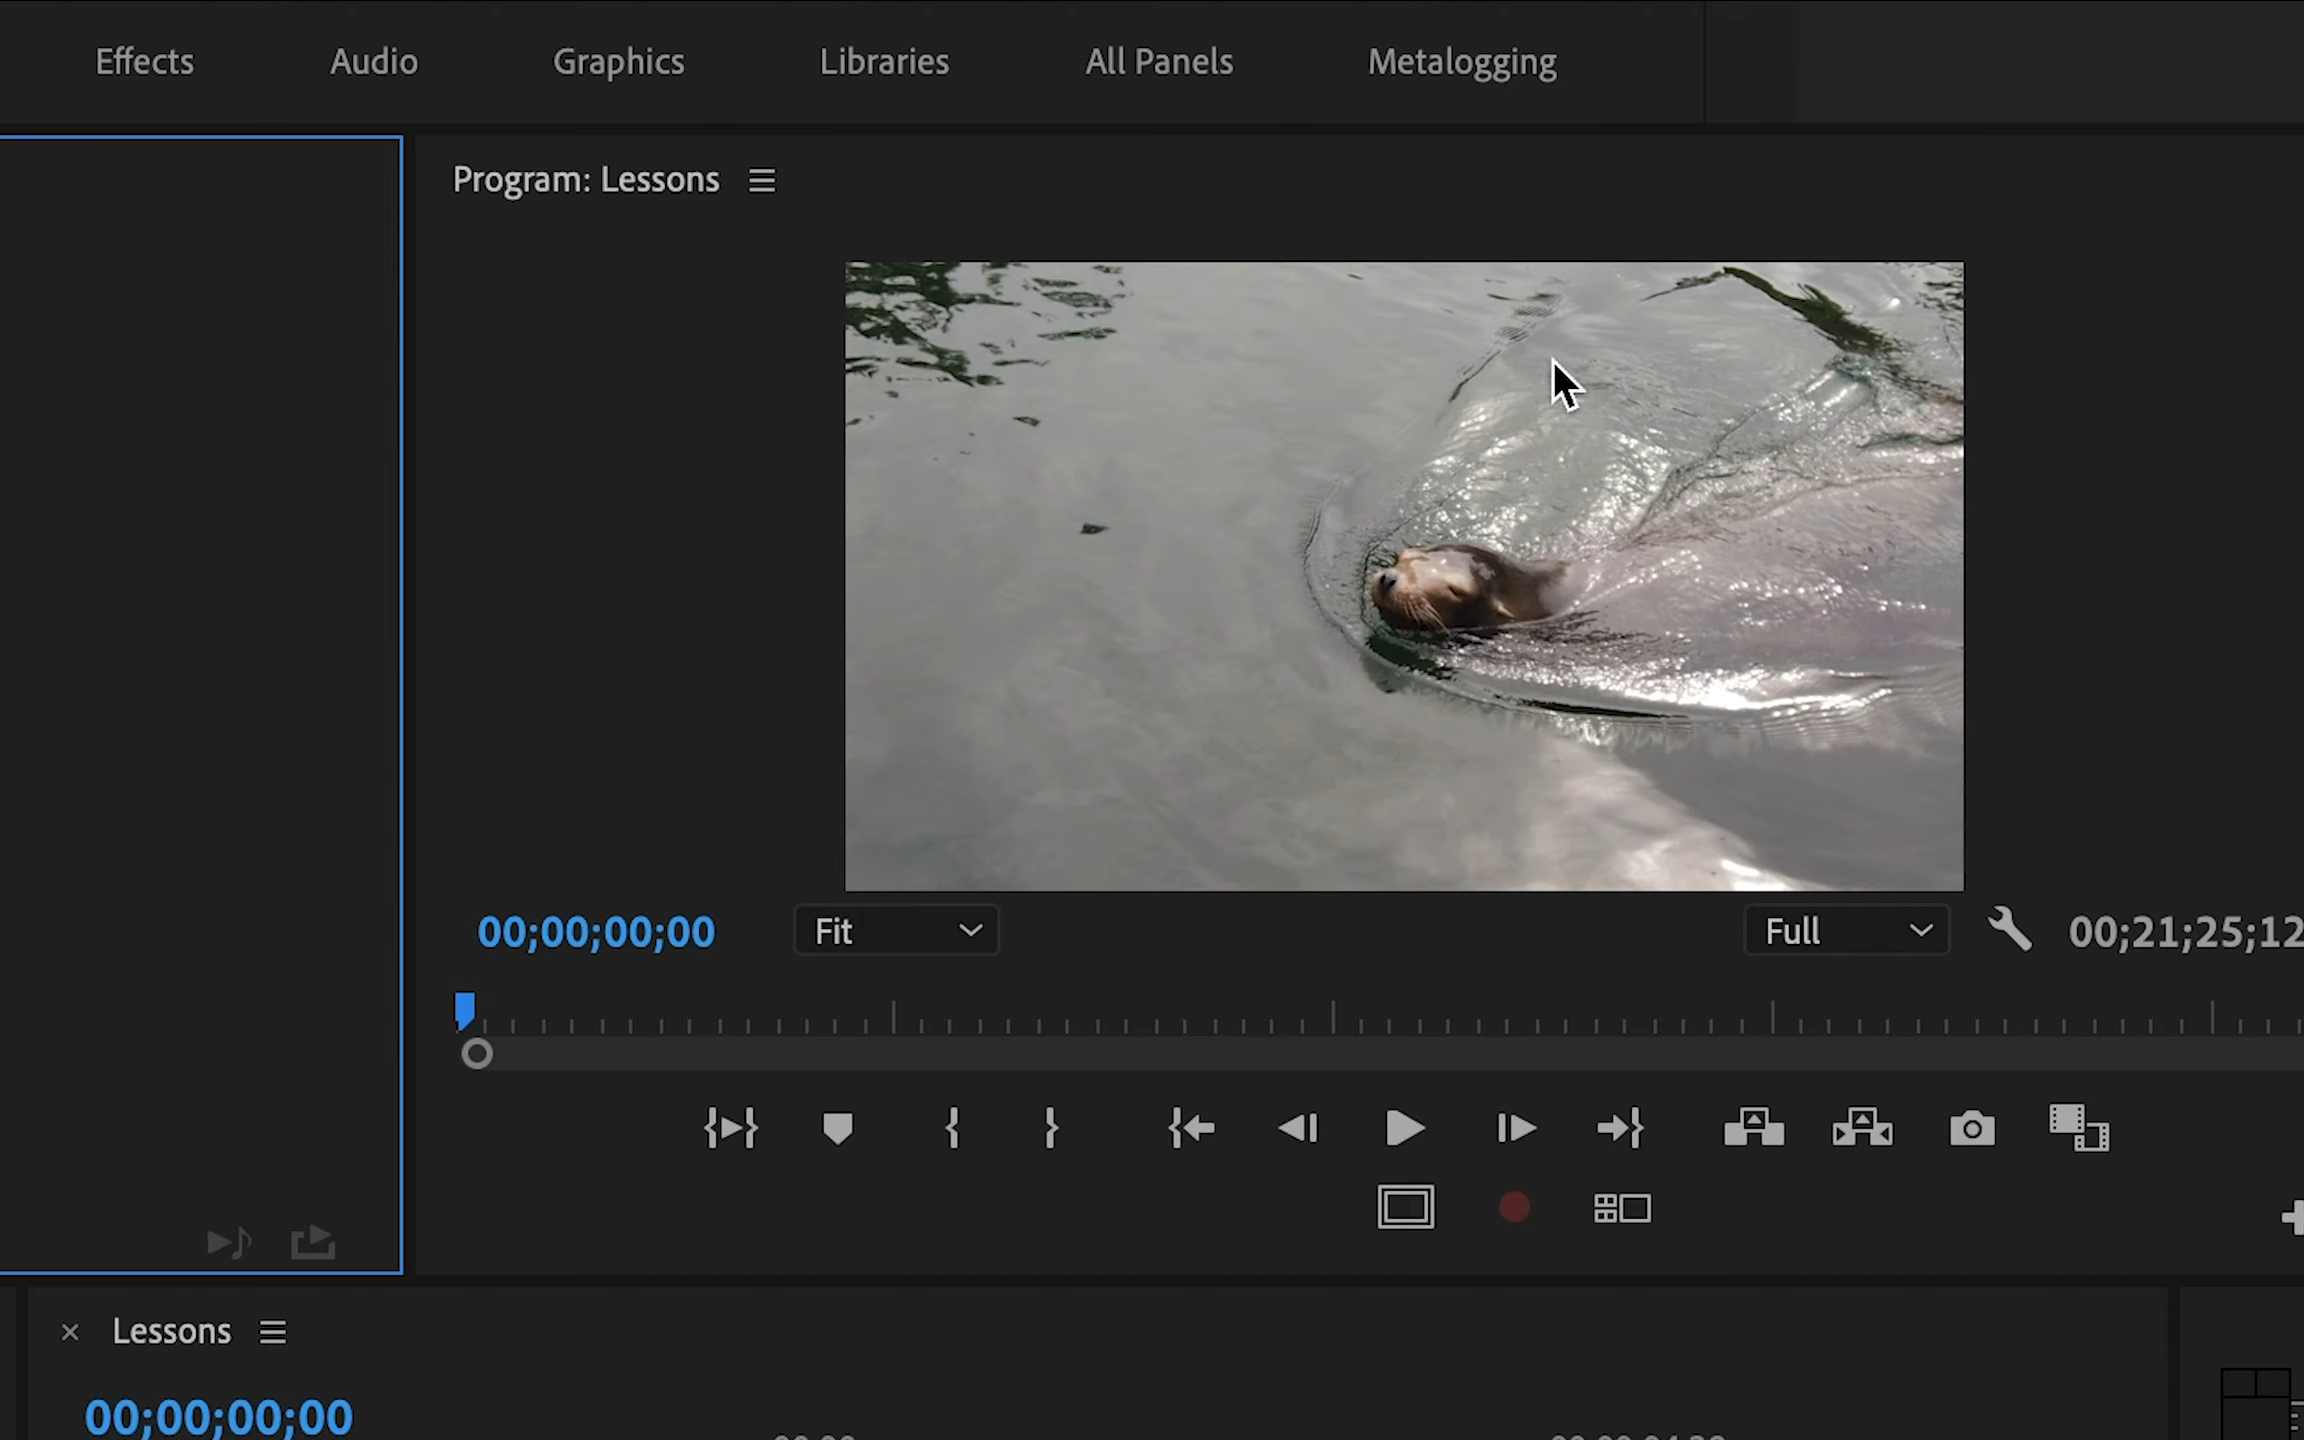 Effects Audio Graphics Libraries All Panels Metalogging
Program: Lessons
00;00;00;00 Fit Full 00;21;25;12
Lessons
00;00;00;00